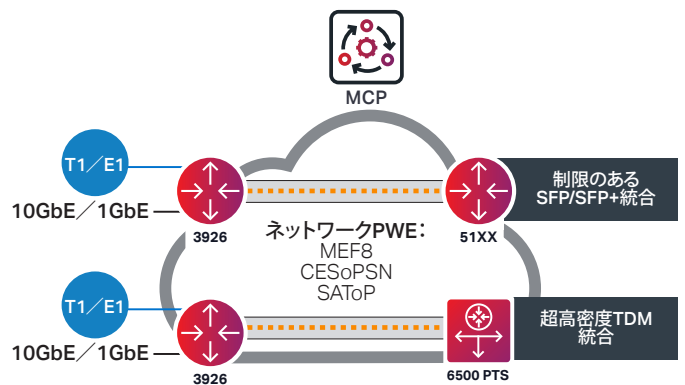 MCP
T1／E1
10GbE／1GbE
3926
ネットワークPWE：
MEF8
CESoPSN
SAToP
51XX
制限のある
SFP/SFP+統合
T1／E1
10GbE／1GbE
3926
6500 PTS
超高密度TDM
統合